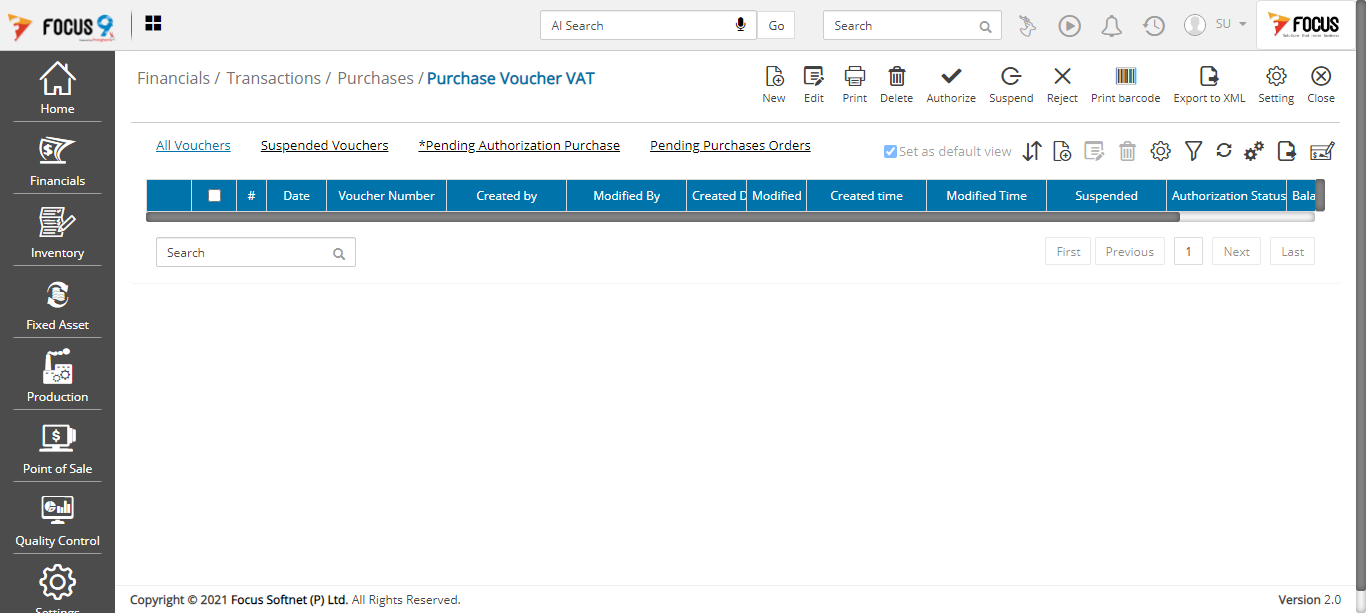 FOCUS 9
AI Search
Go
Search
SU
FOCUS
Home
Financials
Inventory
Fixed Asset
Production
Point of Sale
Quality Control
Settings
Financials / Transactions / Purchases / Purchase Voucher VAT
New
Edit
Print
Delete
Authorize
Suspend
Reject
Print barcode
Export to XML
Setting
Close
All Vouchers
Suspended Vouchers
*Pending Authorization Purchase
Pending Purchases Orders
Set as default view
#
Date
Voucher Number
Created by
Modified By
Created D
Modified
Created time
Modified Time
Suspended
Authorization Status
Bala
Search
First
Previous
1
Next
Last
Copyright © 2021 Focus Softnet (P) Ltd. All Rights Reserved.
Version 2.0